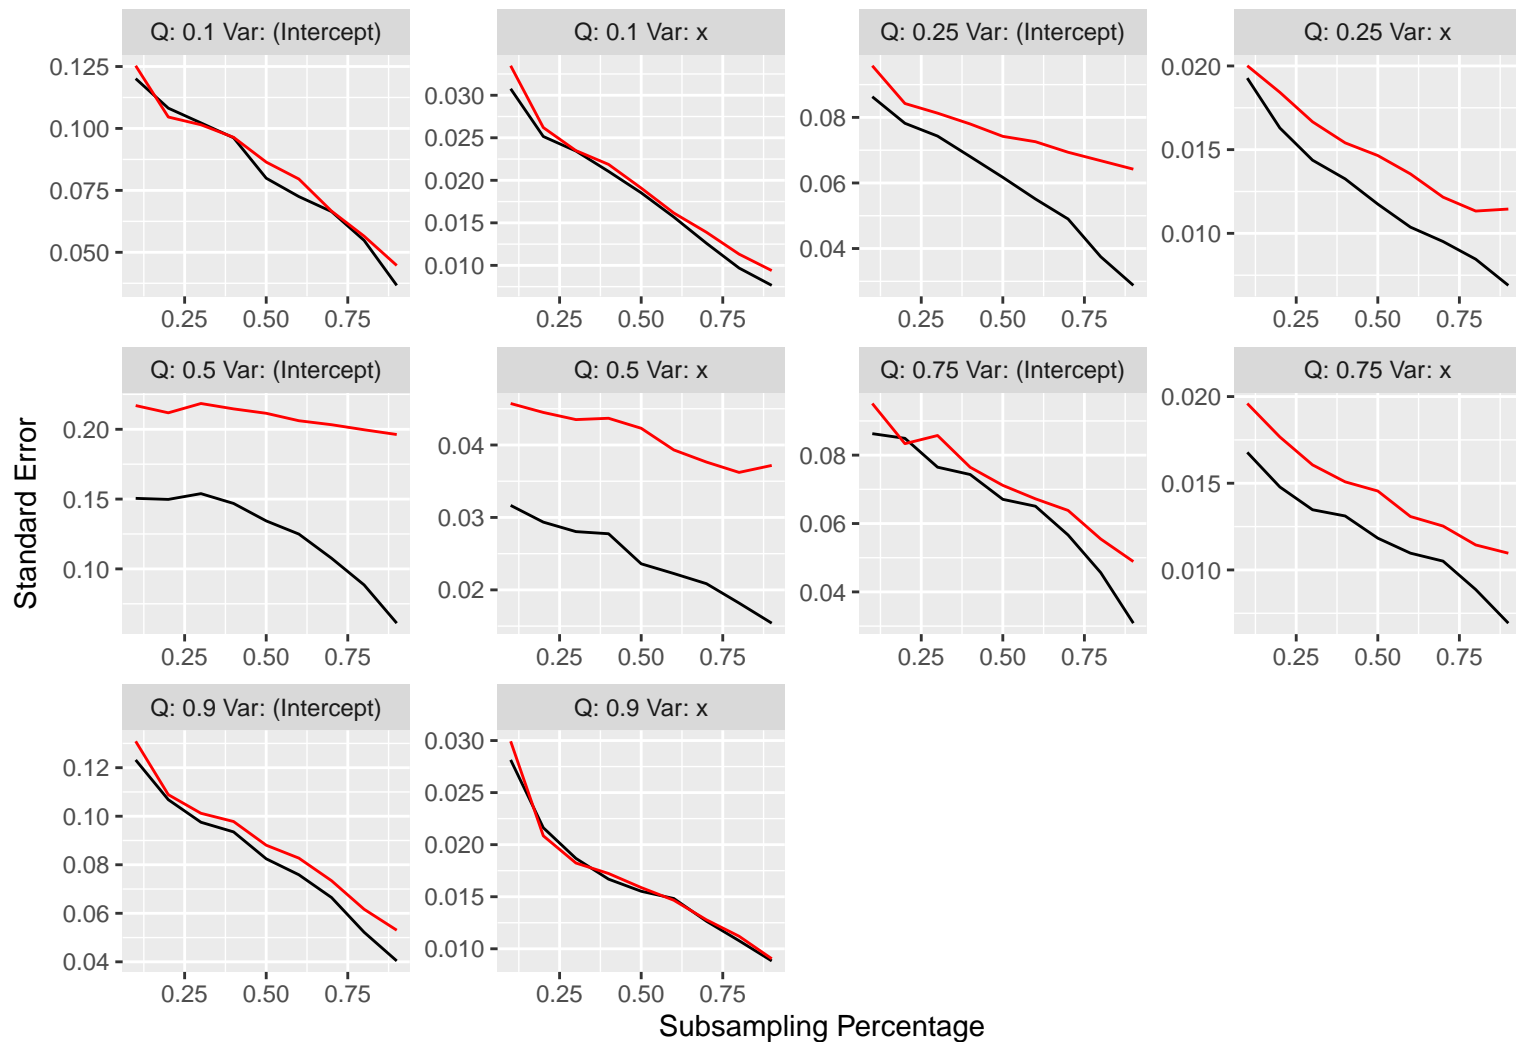 Q: 0.1 Var: (Intercept)
Q: 0.1 Var: x
Q: 0.25 Var: (Intercept)
Q: 0.25 Var: x
0.125
0.100
0.075
0.050
0.25 0.50 0.75
0.030
0.025
0.020
0.015
0.010
0.25 0.50 0.75
0.08
0.06
0.04
0.25 0.50 0.75
0.020
0.015
0.010
0.25 0.50 0.75
Q: 0.5 Var: (Intercept)
Q: 0.5 Var: x
Q: 0.75 Var: (Intercept)
Q: 0.75 Var: x
Standard Error
0.20
0.15
0.10
0.25 0.50 0.75
0.04
0.03
0.02
0.25 0.50 0.75
0.08
0.06
0.04
0.25 0.50 0.75
0.020
0.015
0.010
0.25 0.50 0.75
Q: 0.9 Var: (Intercept)
Q: 0.9 Var: x
0.12
0.10
0.08
0.06
0.04
0.25 0.50 0.75
0.030
0.025
0.020
0.015
0.010
0.25 0.50 0.75
Subsampling Percentage